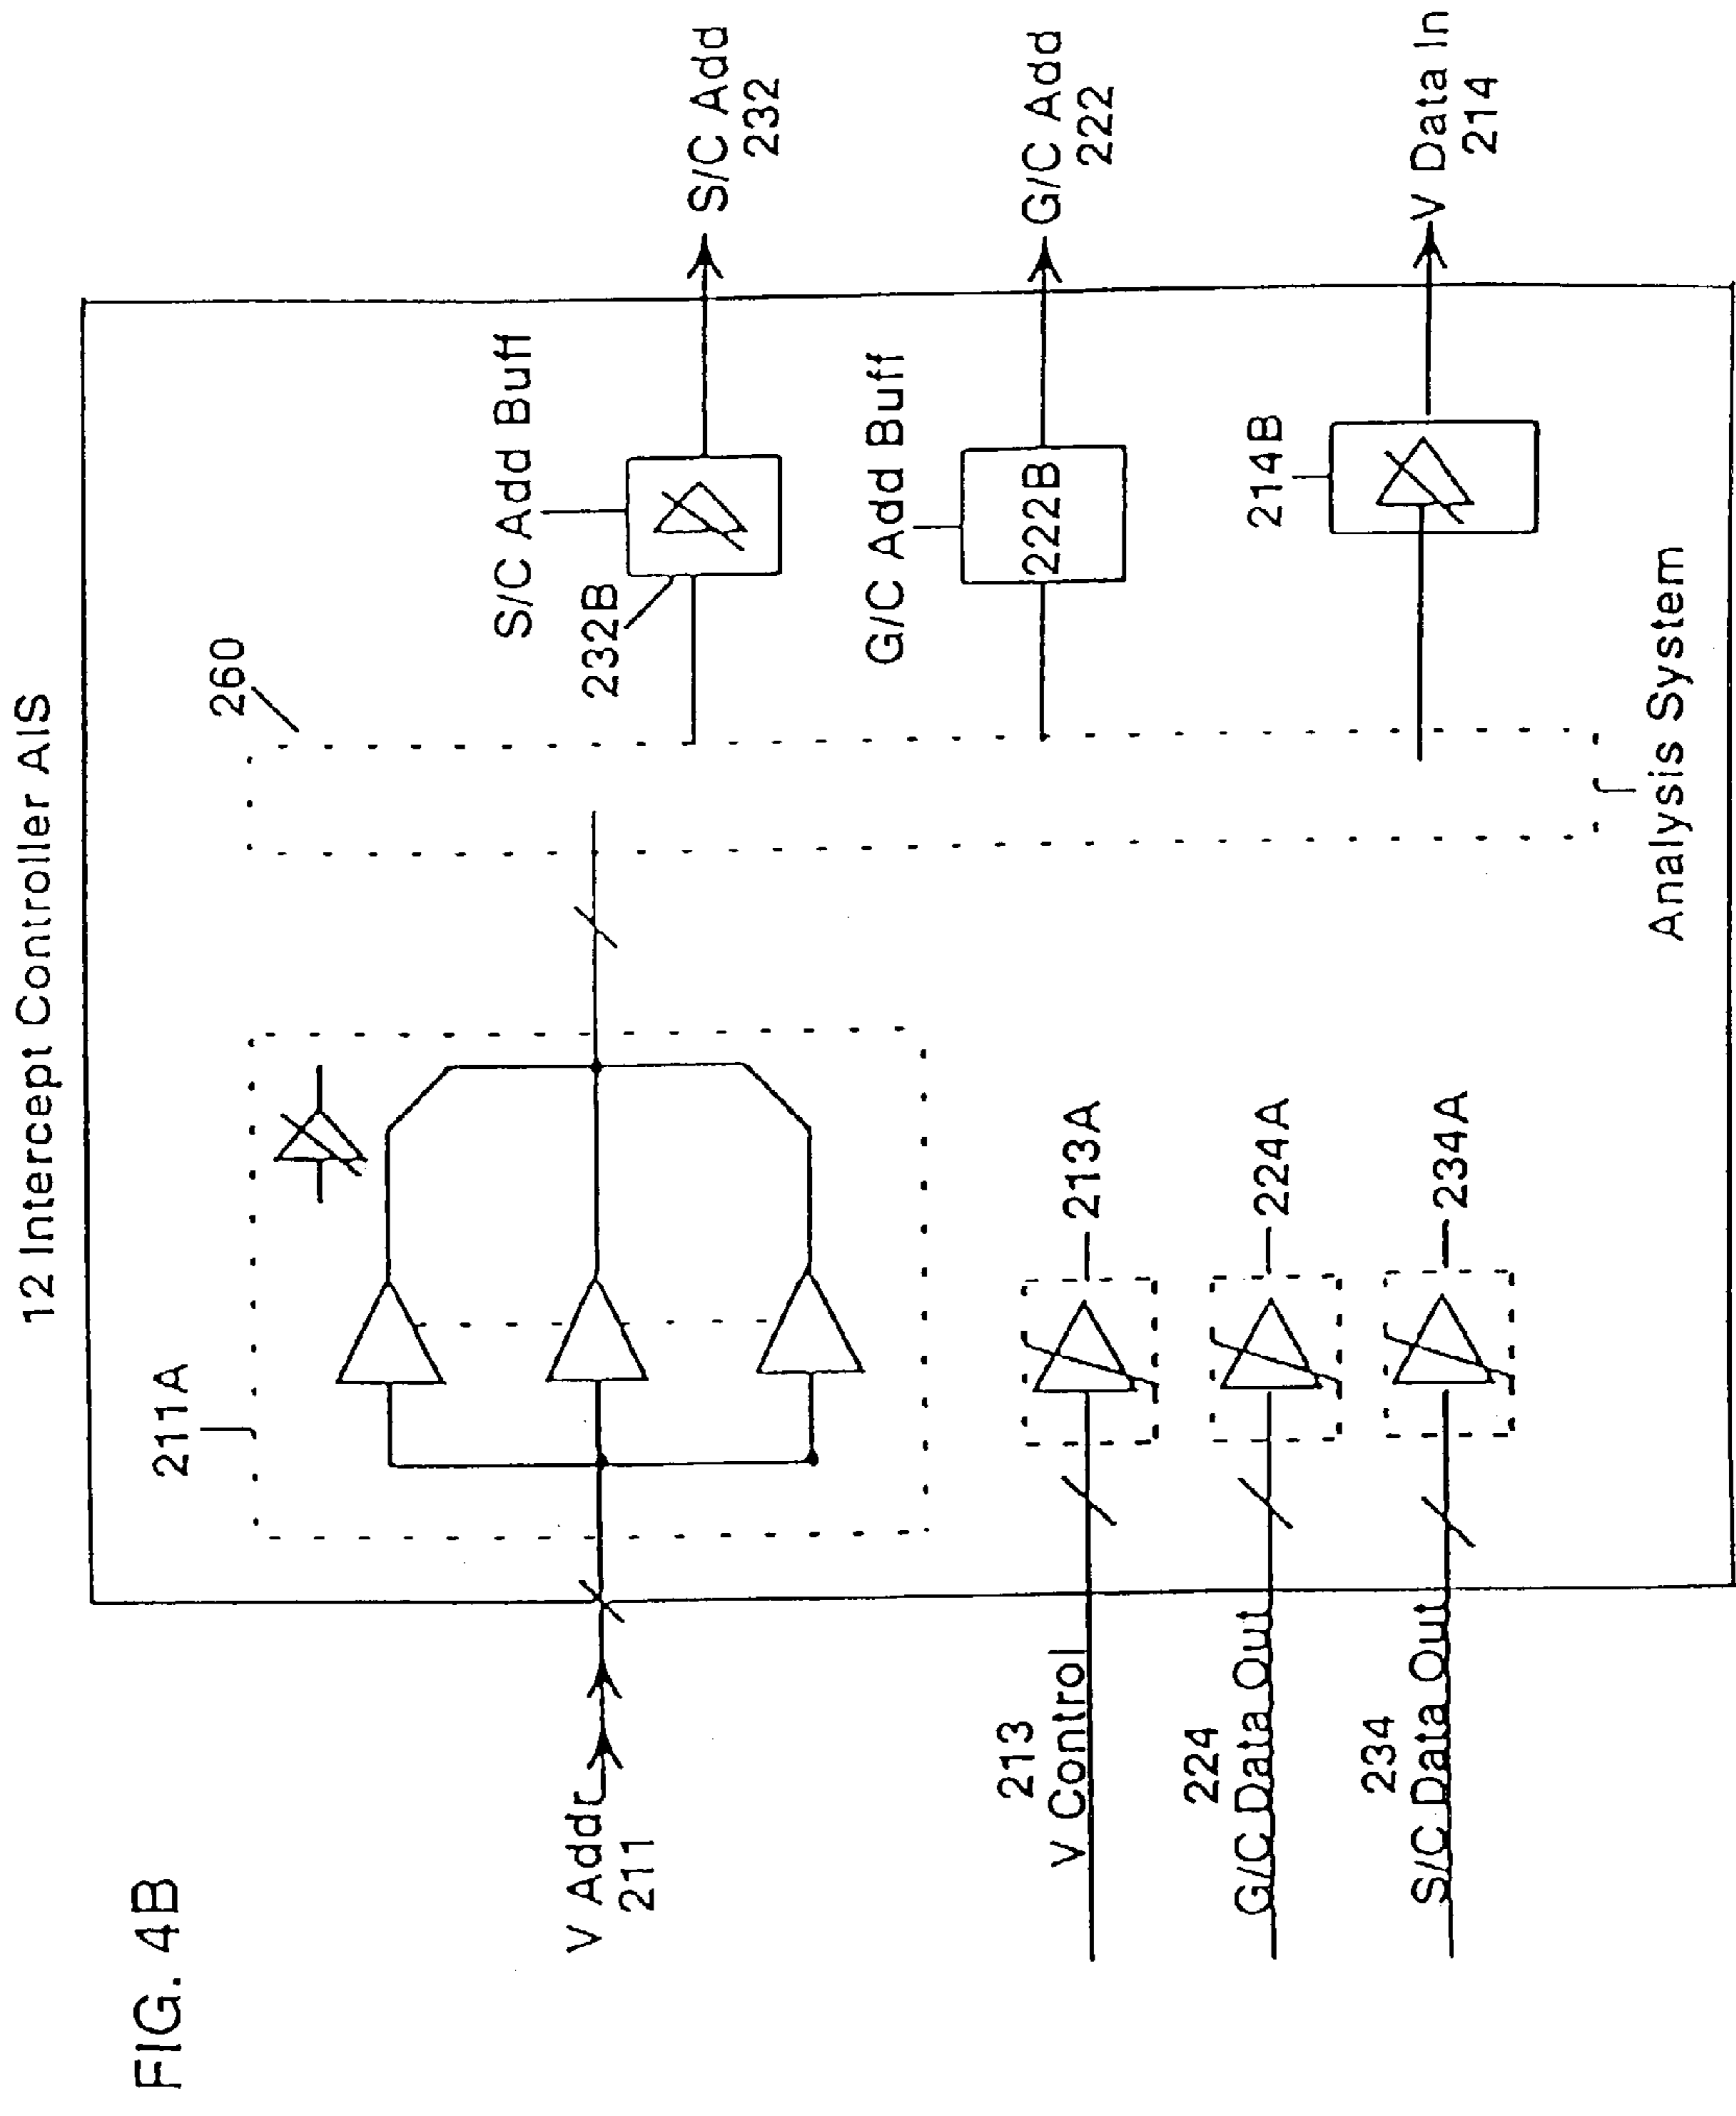 FIG. 4B
12 Intercept Controller AIS
211A
260
S/C Add Buff
232B
S/C Add
232
V Addr
211
G/C Add Buff
222B
G/C Add
222
213
V Control
213A
214B
V Data In
214
224
G/C Data Out
224A
234
S/C Data Out
234A
Analysis System